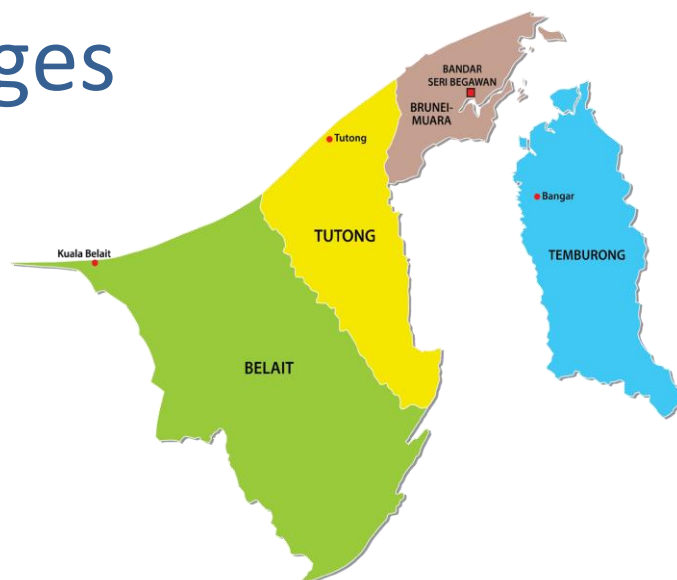 ges
BANDAR
SERI BEGAWAN
BRUNEI-
MUARA
Tutong
Bangar
TUTONG
Kuala Belait
TEMBURONG
BELAIT